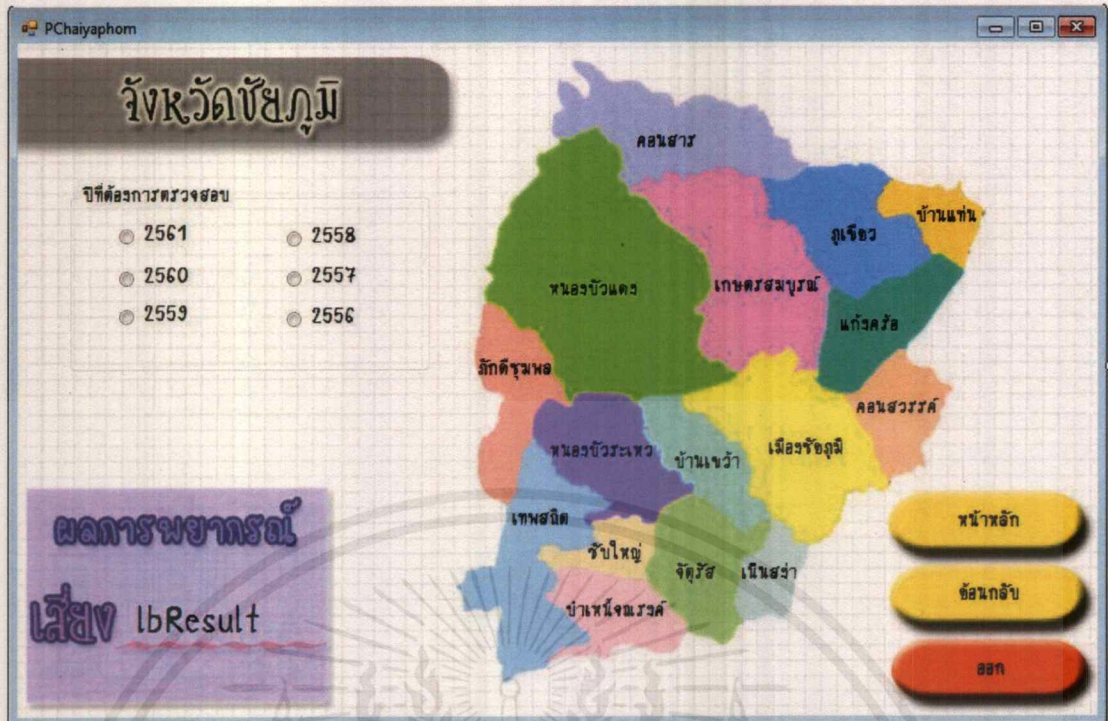 PChaiyaphom
จังหวัดชัยภูมิ
ปีที่ต้องการตรวจสอบ
2561
2558
2560
2557
2559
2556
คอนสาร
บ้านแท่น
ภูเขียว
หนองบัวแดง
เกษตรสมบูรณ์
แก้งคร้อ
ภักดีชุมพล
คอนสวรรค์
หนองบัวระเหว
บ้านเขว้า
เมืองชัยภูมิ
เทพสถิต
ซับใหญ่
จัตุรัส
เนินสง่า
บำเหน็จณรงค์
ผลการพยากรณ์
เสี่ยง lbResult
หน้าหลัก
ย้อนกลับ
ออก